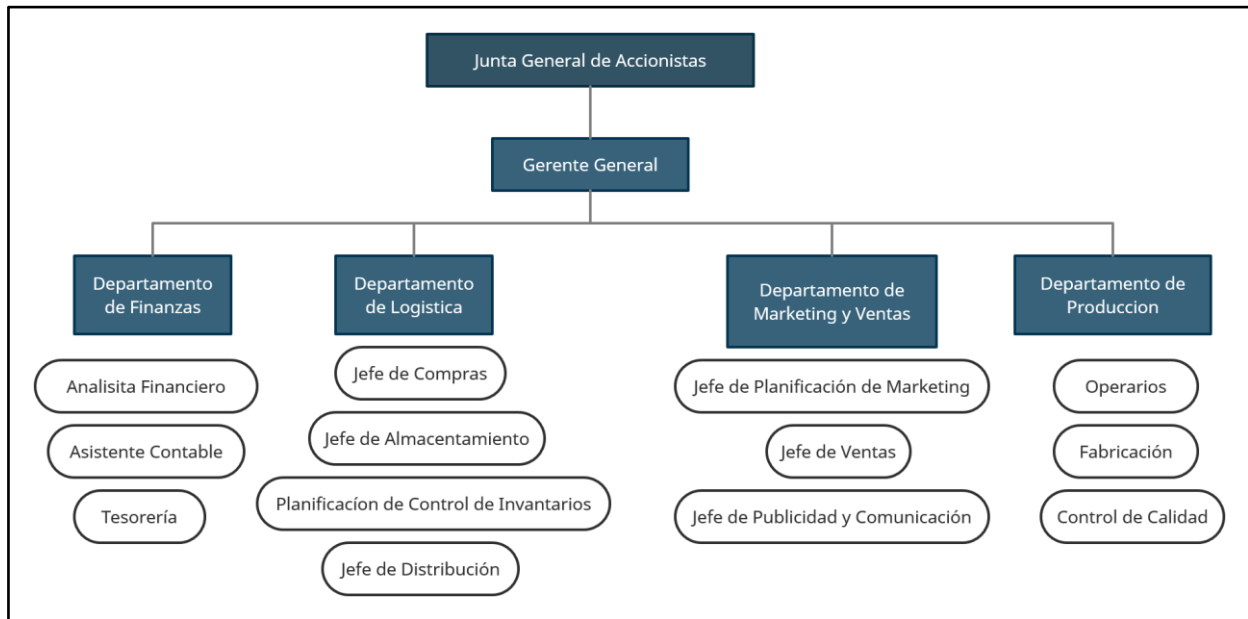 Junta General de Accionistas
Gerente General
Departamento
de Finanzas
Departamento
de Logistica
Departamento de
Marketing y Ventas
Departamento de
Produccion
Analisita Financiero
Asistente Contable
Tesorería
Jefe de Compras
Jefe de Almacentamiento
Planificacíon de Control de Invantarios
Jefe de Distribución
Jefe de Planificación de Marketing
Jefe de Ventas
Jefe de Publicidad y Comunicación
Operarios
Fabricación
Control de Calidad